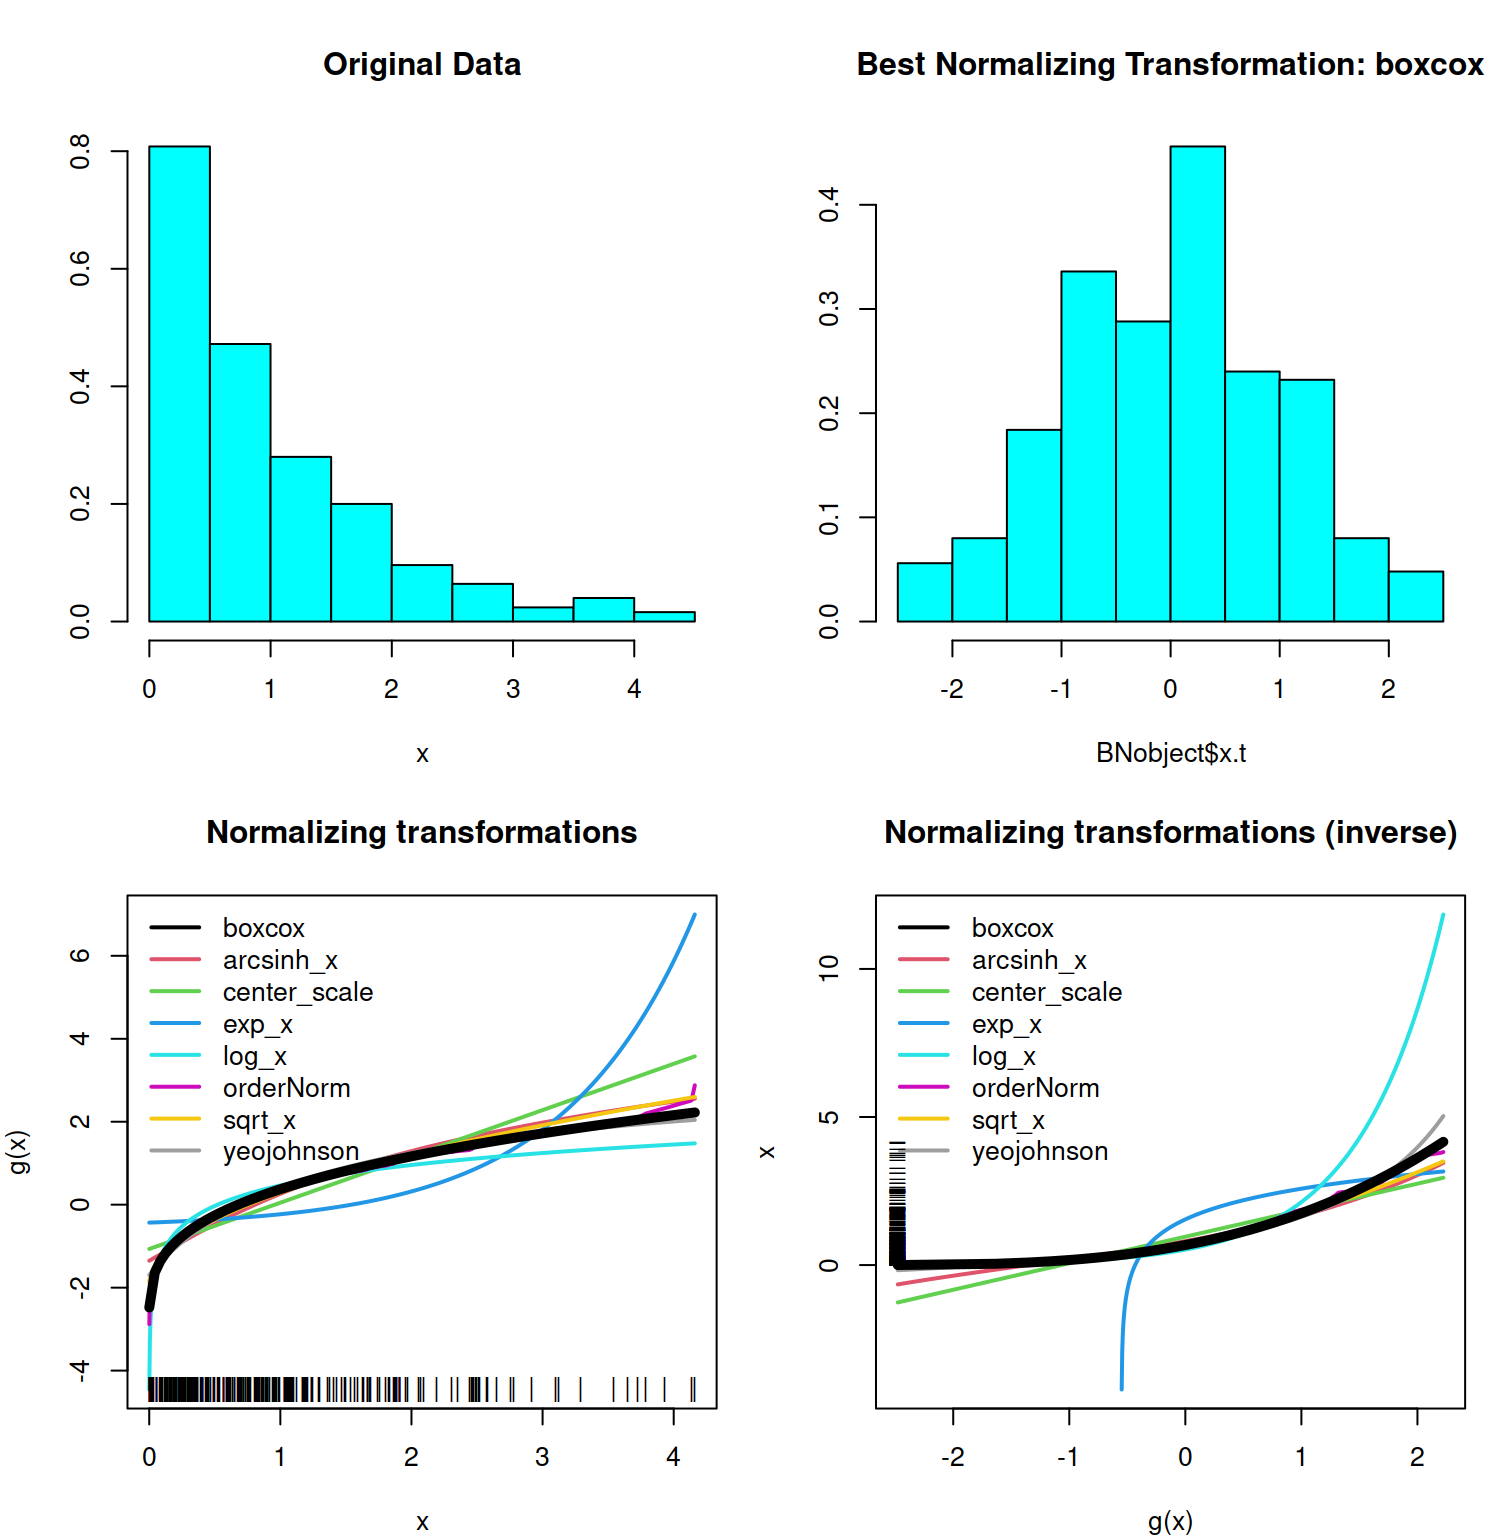 Original Data
0.0 0.2 0.4 0.6 0.8
0 1 2 3 4
x
Best Normalizing Transformation: boxcox
0.0 0.1 0.2 0.3 0.4
-2 -1 0 1 2
BNobject$x.t
Normalizing transformations
boxcox
arcsinh_x
center_scale
exp_x
log_x
orderNorm
sqrt_x
yeojohnson
g(x)
-4 -2 0 2 4 6
0 1 2 3 4
x
Normalizing transformations (inverse)
boxcox
arcsinh_x
center_scale
exp_x
log_x
orderNorm
sqrt_x
yeojohnson
x
0 5 10
-2 -1 0 1 2
g(x)